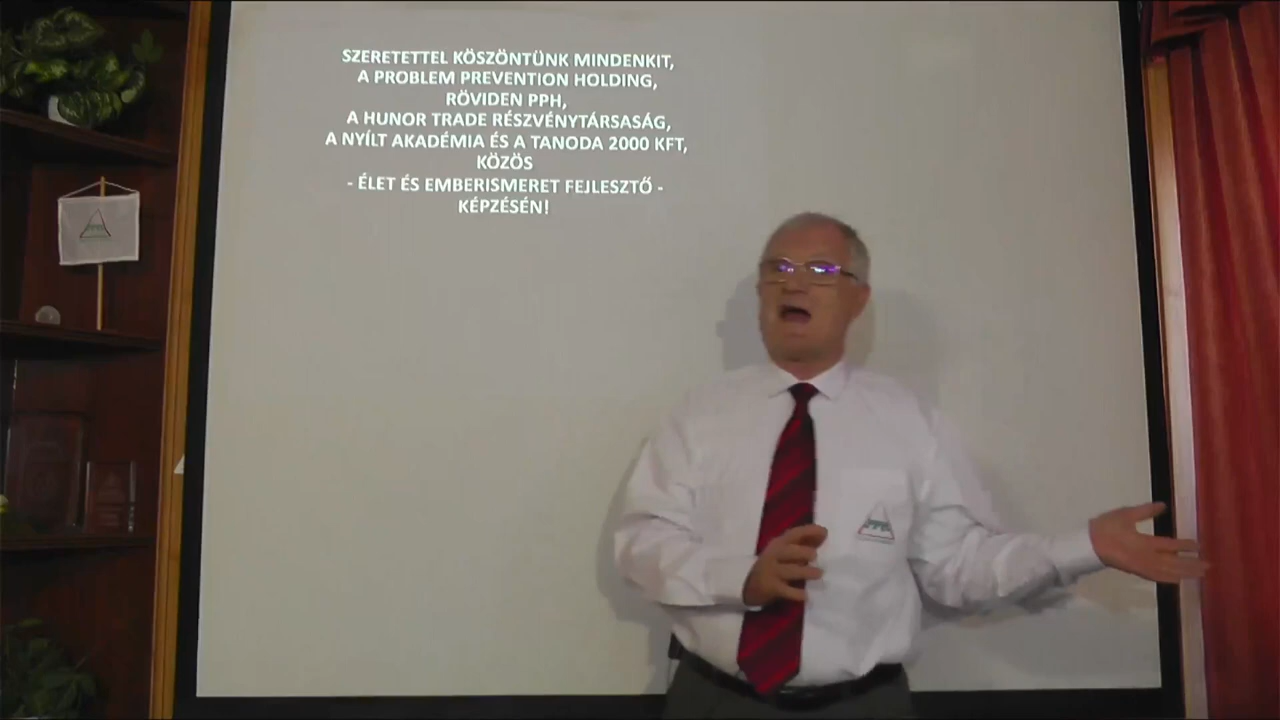 SZERETETTEL KÖSZÖNTÜNK MINDENKIT,
A PROBLEM PREVENTION HOLDING,
RÖVIDEN PPH,
A HUNOR TRADE RÉSZVÉNYTÁRSASÁG,
A NYÍLT AKADÉMIA ÉS A TANODA 2000 KFT,
KÖZÖS
- ÉLET ÉS EMBERISMERET FEJLESZTŐ -
KÉPZÉSÉN!
PPH